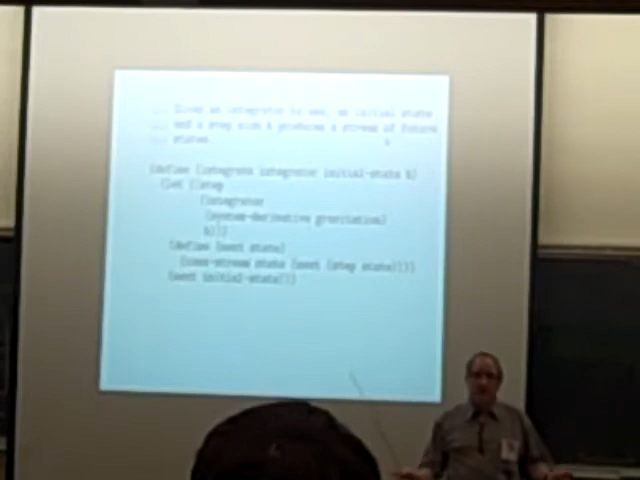 ;;; Given an integrator to use, an initial state
;;; and a step size h produces a stream of future
;;; states.
(define (integrate integrator initial-state h)
(let ((step
(integrator
(system-derivative gravitation)
h)))
(define (next state)
(cons-stream state (next (step state))))
(next initial-state)))